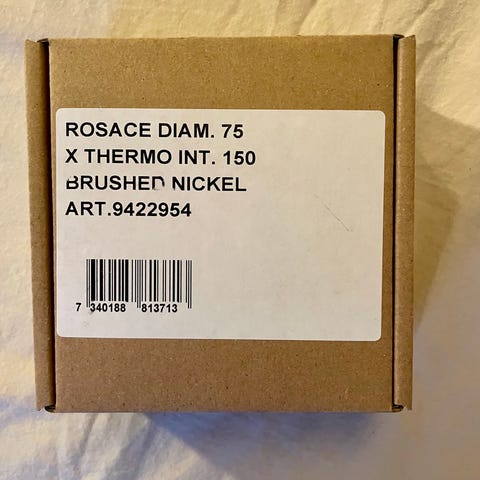 ROSACE DIAM. 75
X THERMO INT. 150
BRUSHED NICKEL
ART.9422954
7 340188 813713